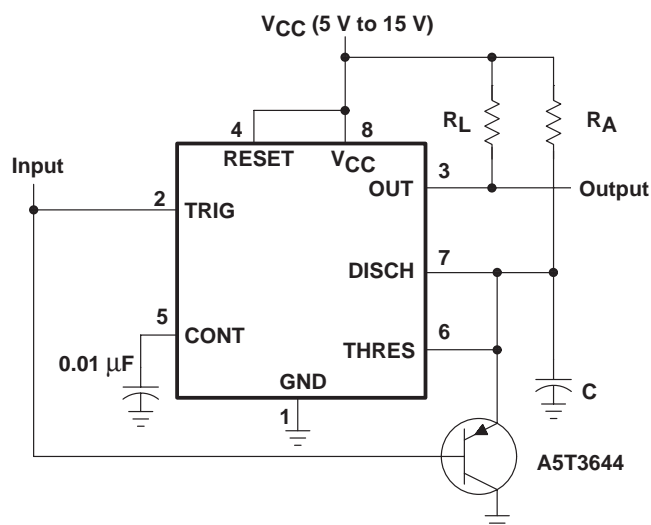 VCC (5 V to 15 V)
4
8
RL
RA
RESET
VCC
Input
3
OUT
Output
2
TRIG
7
DISCH
5
CONT
6
THRES
0.01 μF
GND
1
C
A5T3644